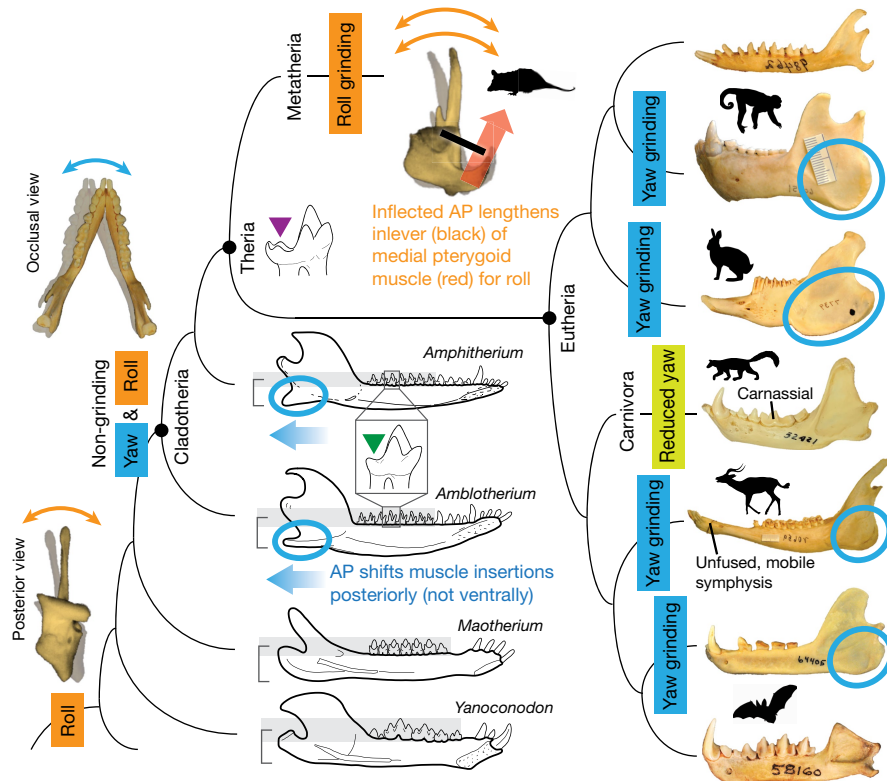 Metatheria
Roll grinding
Occlusal view
Theria
Inflected AP lengthens
inlever (black) of
medial pterygoid
muscle (red) for roll
Non-grinding
Yaw & Roll
Cladotheria
Amphitherium
Amblotherium
AP shifts muscle insertions
posteriorly (not ventrally)
Posterior view
Roll
Maotherium
Yanoconodon
Eutheria
Yaw grinding
Yaw grinding
Carnivora
Reduced yaw
Carnassial
52421
Yaw grinding
Unfused, mobile
symphysis
Yaw grinding
64405
58160